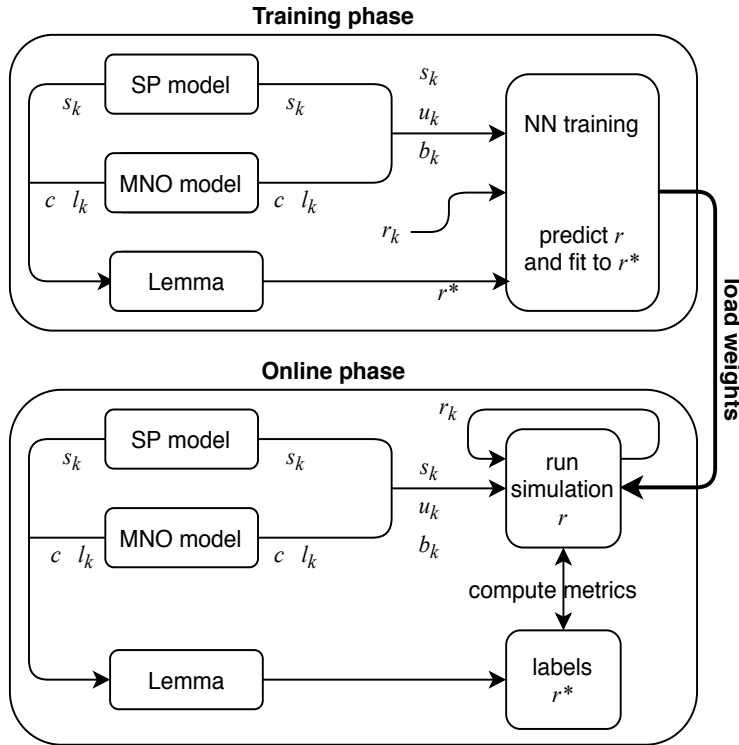 Training phase
SP model
s_k
s_k
s_k
u_k
b_k
NN training
MNO model
c l_k
c l_k
r_k
predict r
and fit to r*
Lemma
r*
load weights
Online phase
SP model
s_k
s_k
r_k
run
simulation
r
s_k
u_k
b_k
MNO model
c l_k
c l_k
compute metrics
Lemma
labels
r*